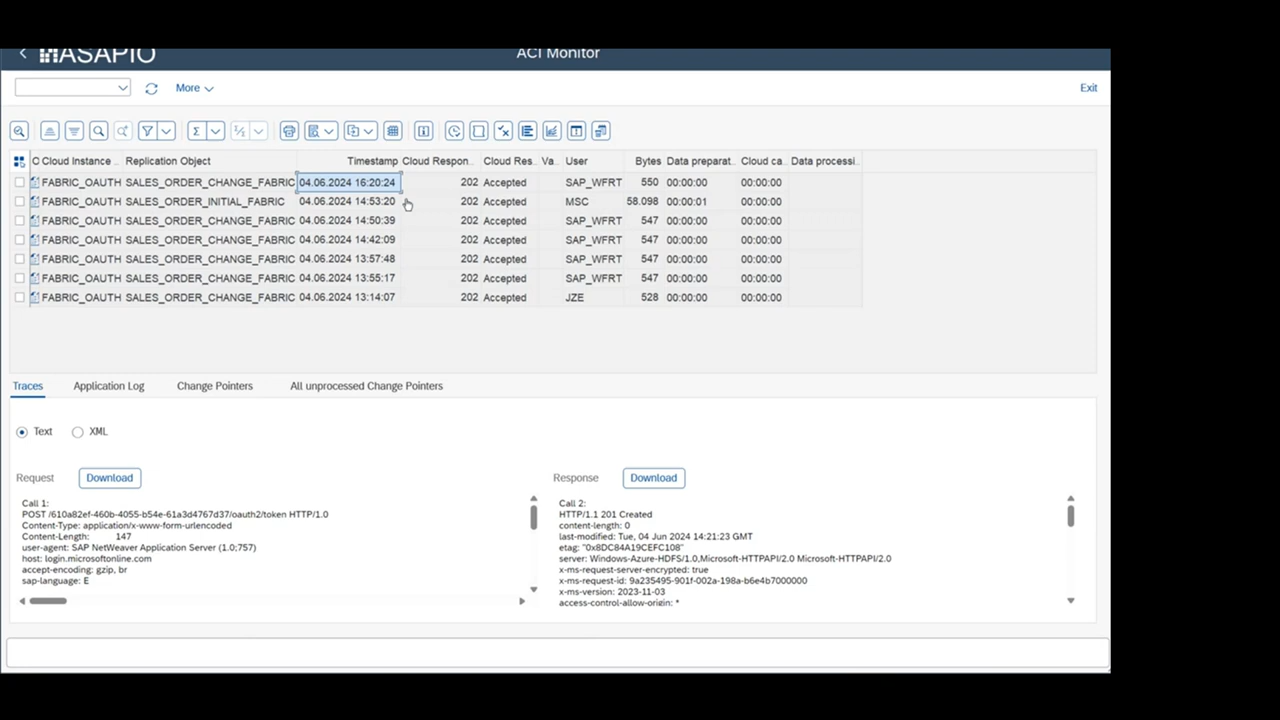 ASAPIO ACI Monitor
More Exit
C Cloud Instance .. Replication Object Timestamp Cloud Respon.. Cloud Res.. Va.. User Bytes Data preparat.. Cloud ca.. Data processi..
FABRIC_OAUTH SALES_ORDER_CHANGE_FABRIC 04.06.2024 16:20:24 202 Accepted SAP_WFRT 550 00:00:00 00:00:00
FABRIC_OAUTH SALES_ORDER_INITIAL_FABRIC 04.06.2024 14:53:20 202 Accepted MSC 58.098 00:00:01 00:00:00
FABRIC_OAUTH SALES_ORDER_CHANGE_FABRIC 04.06.2024 14:50:39 202 Accepted SAP_WFRT 547 00:00:00 00:00:00
FABRIC_OAUTH SALES_ORDER_CHANGE_FABRIC 04.06.2024 14:42:09 202 Accepted SAP_WFRT 547 00:00:00 00:00:00
FABRIC_OAUTH SALES_ORDER_CHANGE_FABRIC 04.06.2024 13:57:48 202 Accepted SAP_WFRT 547 00:00:00 00:00:00
FABRIC_OAUTH SALES_ORDER_CHANGE_FABRIC 04.06.2024 13:55:17 202 Accepted SAP_WFRT 547 00:00:00 00:00:00
FABRIC_OAUTH SALES_ORDER_CHANGE_FABRIC 04.06.2024 13:14:07 202 Accepted JZE 528 00:00:00 00:00:00
Traces Application Log Change Pointers All unprocessed Change Pointers
Text XML
Request Download
Call 1:
POST /610a82ef-460b-4055-b54e-61a3d4767d37/oauth2/token HTTP/1.0
Content-Type: application/x-www-form-urlencoded
Content-Length: 147
user-agent: SAP NetWeaver Application Server (1.0;757)
host: login.microsoftonline.com
accept-encoding: gzip, br
sap-language: E
Response Download
Call 2:
HTTP/1.1 201 Created
content-length: 0
last-modified: Tue, 04 Jun 2024 14:21:23 GMT
etag: "0x8DC84A19CEFC108"
server: Windows-Azure-HDFS/1.0,Microsoft-HTTPAPI/2.0 Microsoft-HTTPAPI/2.0
x-ms-request-server-encrypted: true
x-ms-request-id: 9a235495-901f-002a-198a-b6e4b7000000
x-ms-version: 2023-11-03
access-control-allow-origin: *